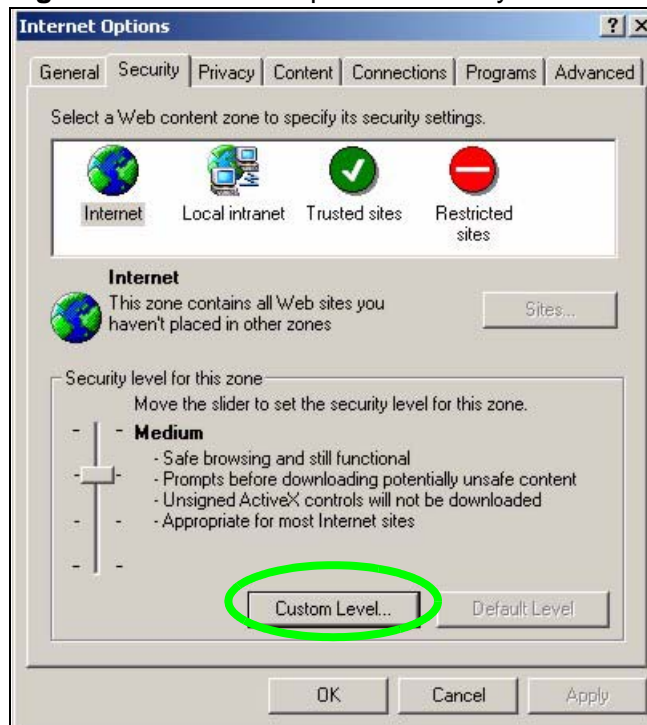 Internet Options
General Security Privacy Content Connections Programs Advanced
Select a Web content zone to specify its security settings.
Internet Local intranet Trusted sites Restricted sites
Internet
This zone contains all Web sites you
haven't placed in other zones
Sites...
Security level for this zone
Move the slider to set the security level for this zone.
Medium
- Safe browsing and still functional
- Prompts before downloading potentially unsafe content
- Unsigned ActiveX controls will not be downloaded
- Appropriate for most Internet sites
Custom Level... Default Level
OK Cancel Apply